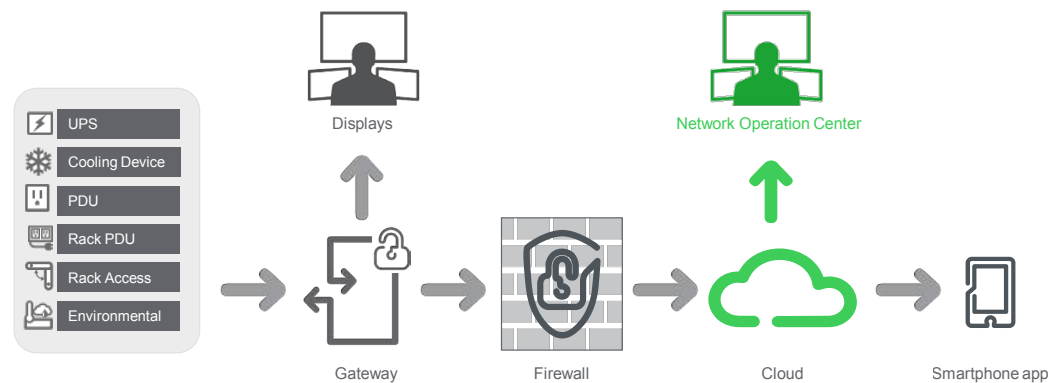 Displays
Network Operation Center
UPS
Cooling Device
PDU
Rack PDU
Rack Access
Environmental
Gateway
Firewall
Cloud
Smartphone app